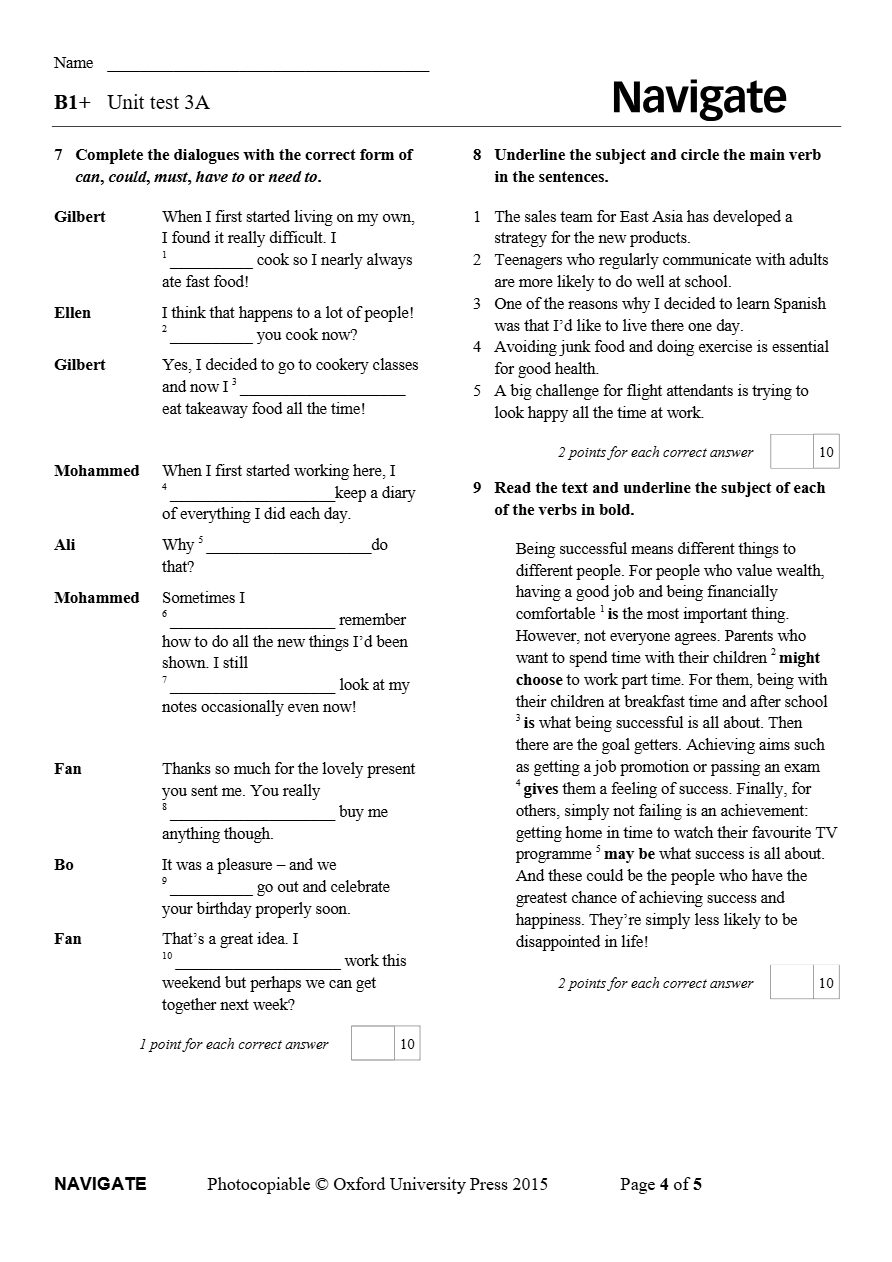 Name ___________________________________
B1+ Unit test 3A
Navigate
7 Complete the dialogues with the correct form of
can, could, must, have to or need to.
Gilbert When I first started living on my own,
I found it really difficult. I
1 __________ cook so I nearly always
ate fast food!
Ellen I think that happens to a lot of people!
2 __________ you cook now?
Gilbert Yes, I decided to go to cookery classes
and now I 3 ____________________
eat takeaway food all the time!
Mohammed When I first started working here, I
4 ____________________keep a diary
of everything I did each day.
Ali Why 5 ____________________do
that?
Mohammed Sometimes I
6 ____________________ remember
how to do all the new things I’d been
shown. I still
7 ____________________ look at my
notes occasionally even now!
Fan Thanks so much for the lovely present
you sent me. You really
8 ____________________ buy me
anything though.
Bo It was a pleasure – and we
9 __________ go out and celebrate
your birthday properly soon.
Fan That’s a great idea. I
10 ____________________ work this
weekend but perhaps we can get
together next week?
1 point for each correct answer 10
8 Underline the subject and circle the main verb
in the sentences.
1 The sales team for East Asia has developed a
strategy for the new products.
2 Teenagers who regularly communicate with adults
are more likely to do well at school.
3 One of the reasons why I decided to learn Spanish
was that I’d like to live there one day.
4 Avoiding junk food and doing exercise is essential
for good health.
5 A big challenge for flight attendants is trying to
look happy all the time at work.
2 points for each correct answer 10
9 Read the text and underline the subject of each
of the verbs in bold.
Being successful means different things to
different people. For people who value wealth,
having a good job and being financially
comfortable 1 is the most important thing.
However, not everyone agrees. Parents who
want to spend time with their children 2 might
choose to work part time. For them, being with
their children at breakfast time and after school
3 is what being successful is all about. Then
there are the goal getters. Achieving aims such
as getting a job promotion or passing an exam
4 gives them a feeling of success. Finally, for
others, simply not failing is an achievement:
getting home in time to watch their favourite TV
programme 5 may be what success is all about.
And these could be the people who have the
greatest chance of achieving success and
happiness. They’re simply less likely to be
disappointed in life!
2 points for each correct answer 10
NAVIGATE Photocopiable © Oxford University Press 2015 Page 4 of 5